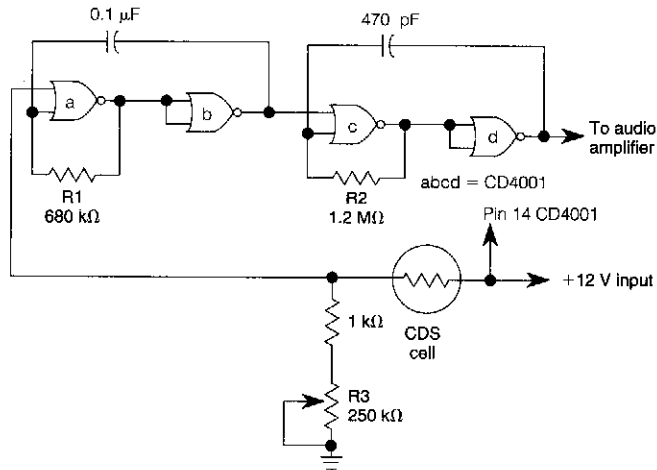 0.1 μF
470 pF
a
b
c
d
To audio
amplifier
R1
680 kΩ
R2
1.2 MΩ
abcd = CD4001
Pin 14 CD4001
+12 V input
1 kΩ
CDS
cell
R3
250 kΩ